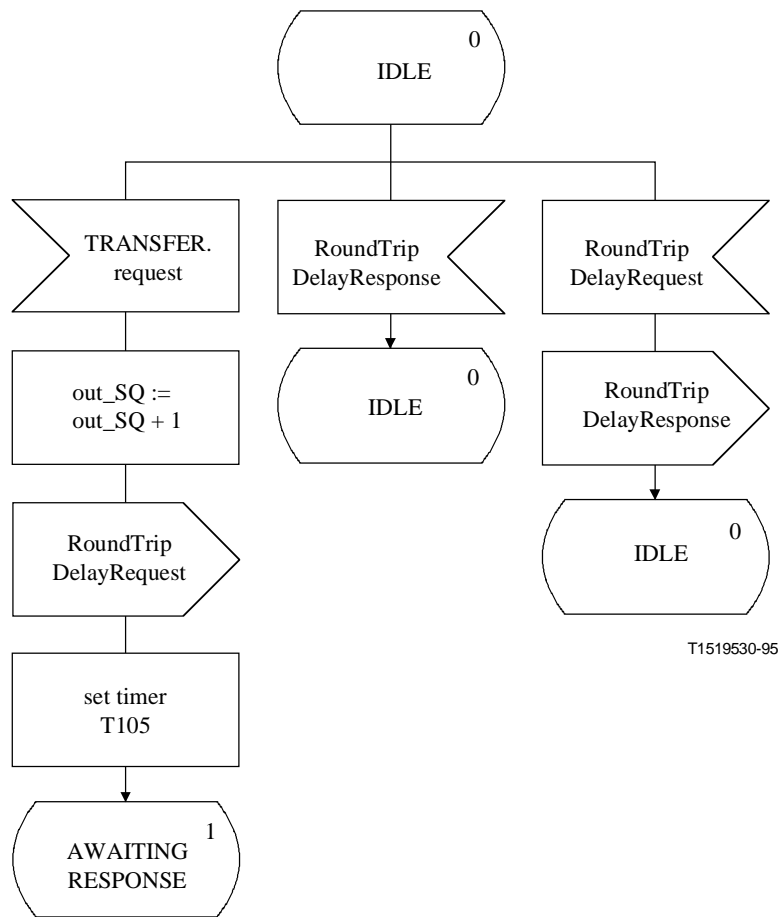 0
IDLE
TRANSFER.
request
RoundTrip
DelayResponse
RoundTrip
DelayRequest
out_SQ :=
out_SQ + 1
0
IDLE
RoundTrip
DelayResponse
RoundTrip
DelayRequest
0
IDLE
T1519530-95
set timer
T105
1
AWAITING
RESPONSE